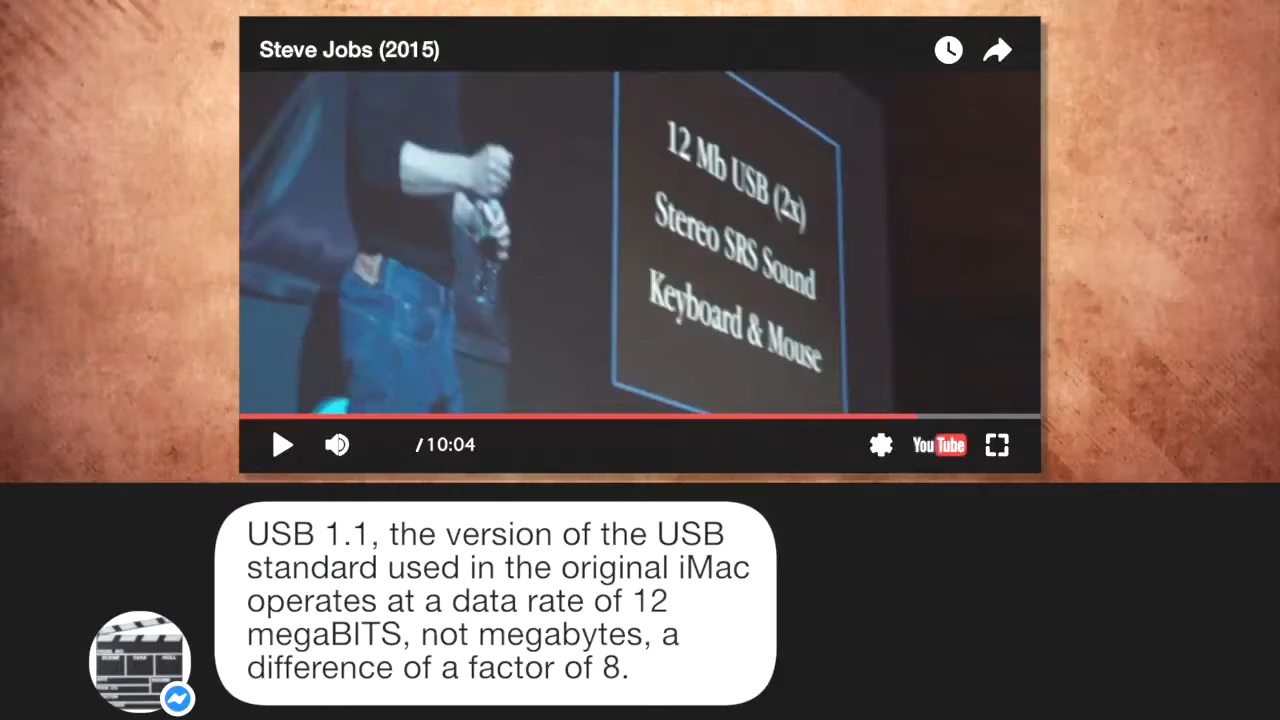 Steve Jobs (2015)
12 Mb USB (2x)
Stereo SRS Sound
Keyboard & Mouse
/ 10:04
YouTube
USB 1.1, the version of the USB
standard used in the original iMac
operates at a data rate of 12
megaBITS, not megabytes, a
difference of a factor of 8.